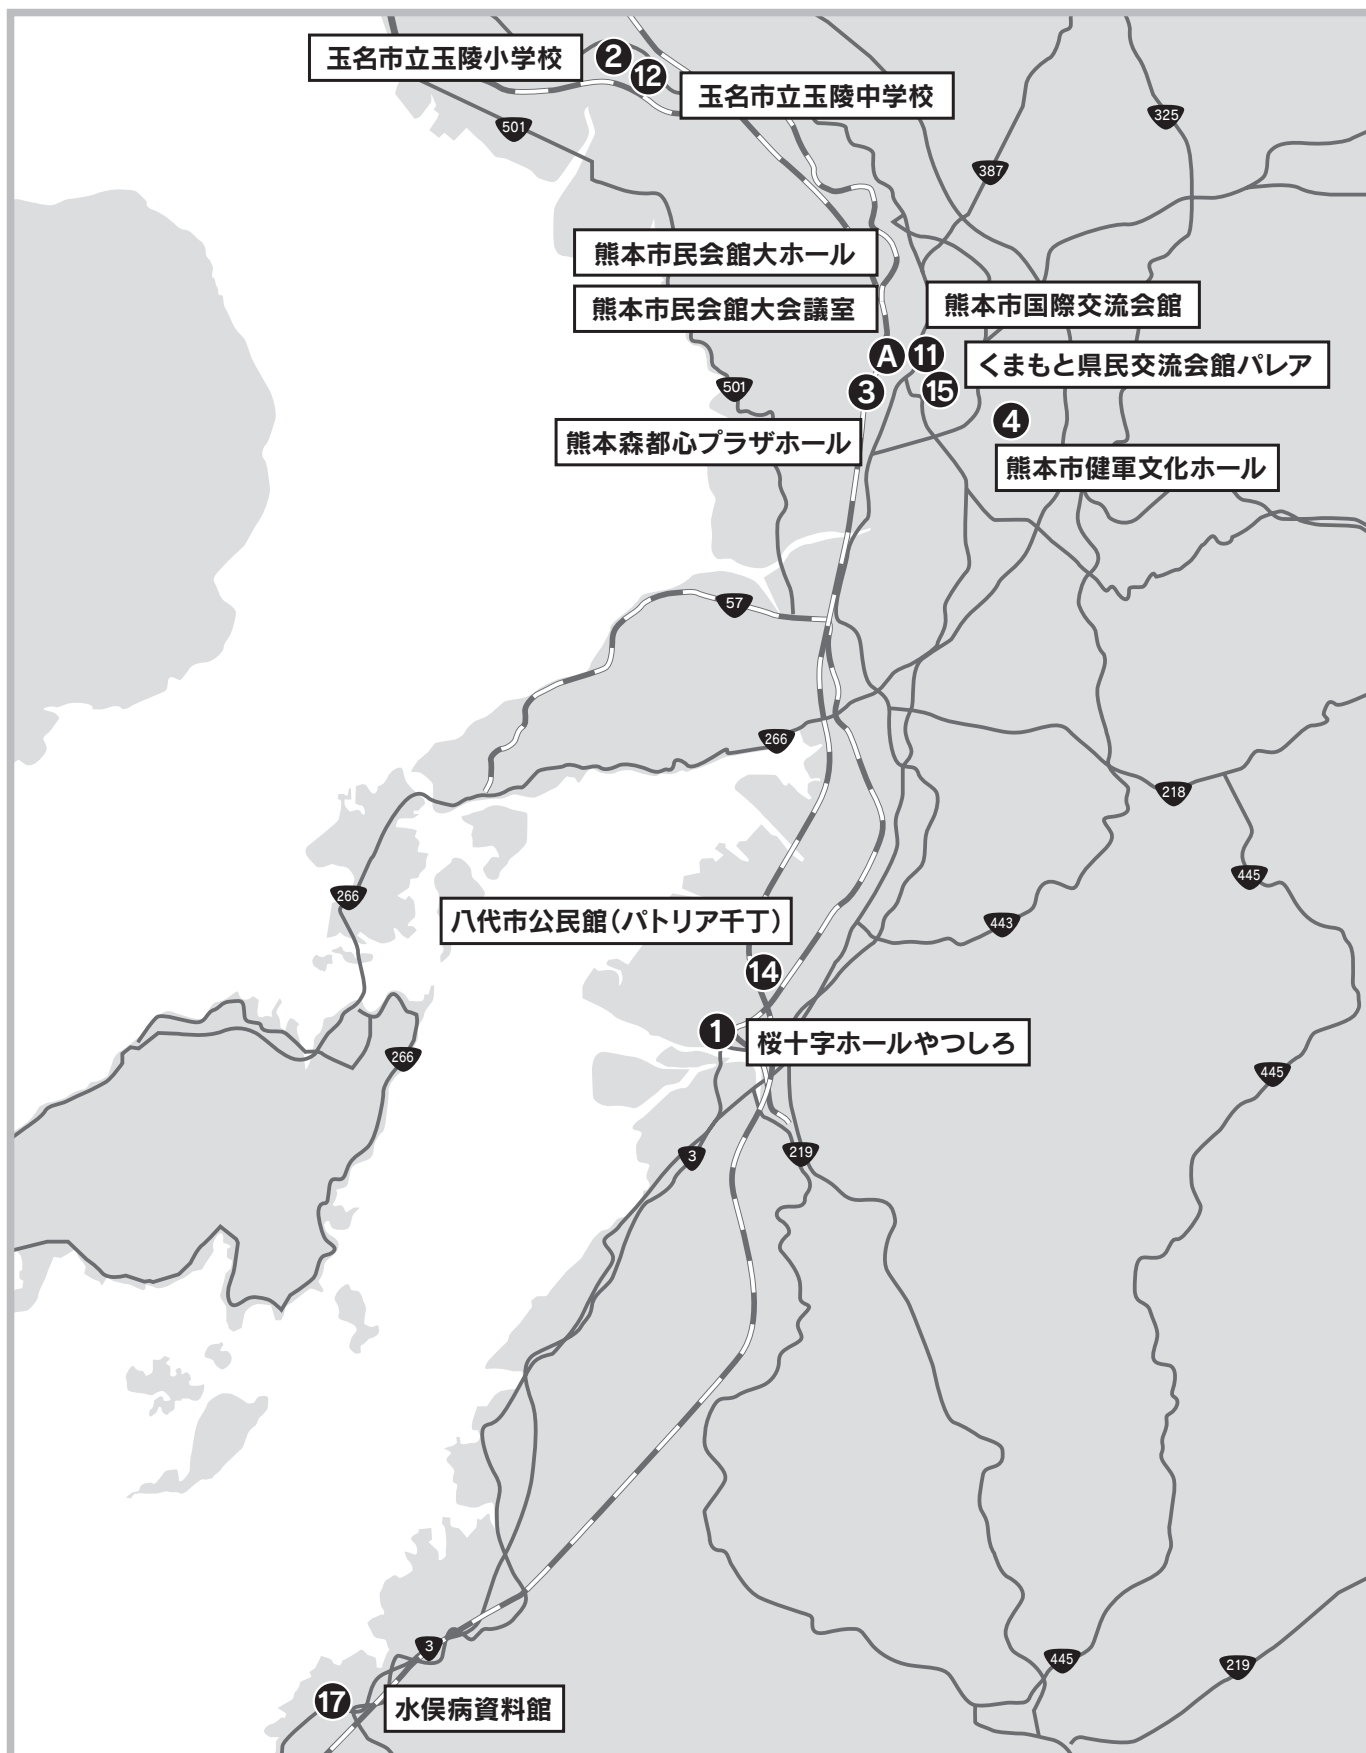 玉名市立玉陵小学校
2
12
玉名市立玉陵中学校
501
325
387
熊本市民会館大ホール
熊本市民会館大会議室
熊本市国際交流会館
A
11
くまもと県民交流会館パレア
3
15
501
4
熊本森都心プラザホール
熊本市健軍文化ホール
57
266
218
266
445
八代市公民館(パトリア千丁)
443
14
1
桜十字ホールやつしろ
266
445
3
219
3
445
219
17
水俣病資料館